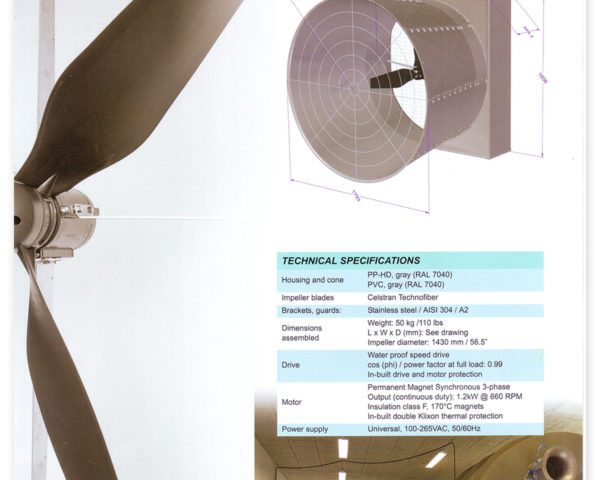 1793
TECHNICAL SPECIFICATIONS
Housing and cone PP-HD, gray (RAL 7040)
PVC, gray (RAL 7040)
Impeller blades Celstran Technofiber
Brackets, guards: Stainless steel / AISI 304 / A2
Dimensions assembled Weight: 50 kg /110 lbs
L x W x D (mm): See drawing
Impeller diameter: 1430 mm / 56.5"
Drive Water proof speed drive
cos (phi) / power factor at full load: 0.99
In-built drive and motor protection
Motor Permanent Magnet Synchronous 3-phase
Output (continuous duty): 1.2kW @ 660 RPM
Insulation class F, 170°C magnets
In-built double Klixon thermal protection
Power supply Universal, 100-265VAC, 50/60Hz